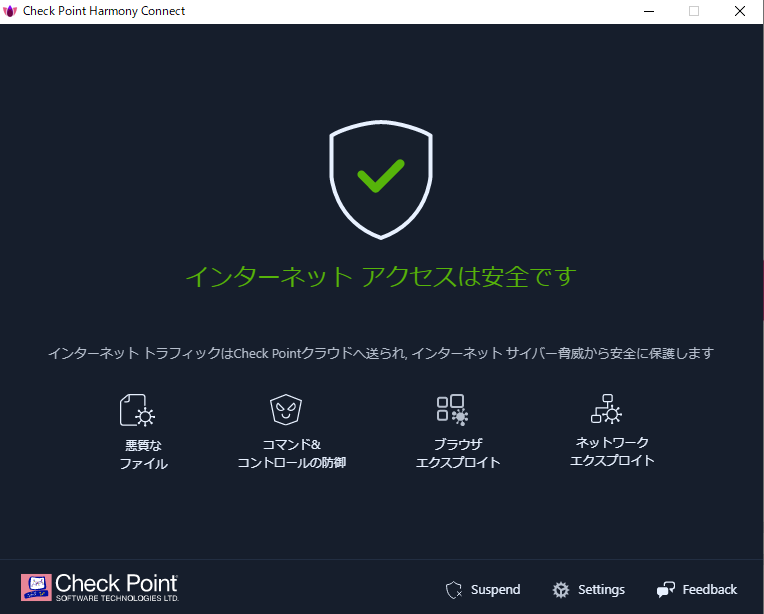 Check Point Harmony Connect
インターネット アクセスは安全です
インターネット トラフィックはCheck Pointクラウドへ送られ, インターネット サイバー脅威から安全に保護します
悪質な
ファイル
コマンド&
コントロールの防御
ブラウザ
エクスプロイト
ネットワーク
エクスプロイト
Check Point
SOFTWARE TECHNOLOGIES LTD.
Suspend
Settings
Feedback